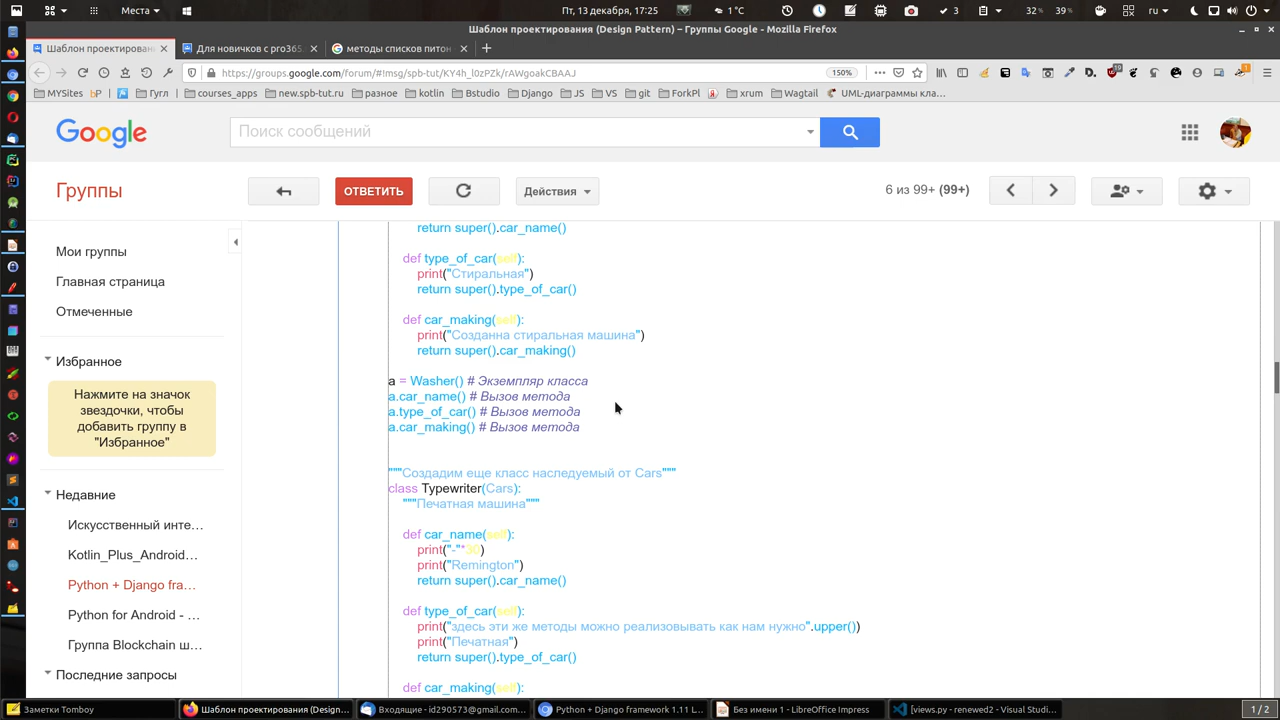 Места
Пт, 13 декабря, 17:25
1 °C
3
ru
32%
39%
Шаблон проектирования (Design Pattern) – Группы Google - Mozilla Firefox
Шаблон проектирован
Для новичков с pro365
методы списков питон
https://groups.google.com/forum/#!msg/spb-tut/KY4h_l0zPZk/rAWgoakCBAAJ
150%
MYSites
bP
Гугл
courses_apps
new.spb-tut.ru
разное
kotlin
Bstudio
Django
JS
VS
git
ForkPl
xrum
Wagtail
UML-диаграммы кла…
Google
Поиск сообщений
Группы
ОТВЕТИТЬ
Действия
6 из 99+ (99+)
Мои группы
Главная страница
Отмеченные
Избранное
Нажмите на значок
звездочки, чтобы
добавить группу в
"Избранное"
Недавние
Искусственный инте…
Kotlin_Plus_Android…
Python + Django fra…
Python for Android - …
Группа Blockchain ш…
Последние запросы
return super().car_name()
def type_of_car(self):
print("Стиральная")
return super().type_of_car()
def car_making(self):
print("Созданна стиральная машина")
return super().car_making()
a = Washer() # Экземпляр класса
a.car_name() # Вызов метода
a.type_of_car() # Вызов метода
a.car_making() # Вызов метода
"""Создадим еще класс наследуемый от Cars"""
class Typewriter(Cars):
"""Печатная машина"""
def car_name(self):
print("-"*30)
print("Remington")
return super().car_name()
def type_of_car(self):
print("здесь эти же методы можно реализовывать как нам нужно".upper())
print("Печатная")
return super().type_of_car()
def car_making(self):
Заметки Tomboy
Шаблон проектирования (Design…
Входящие - id290573@gmail.com…
Python + Django framework 1.11 L…
Без имени 1 - LibreOffice Impress
[views.py - renewed2 - Visual Studi…
1 / 2